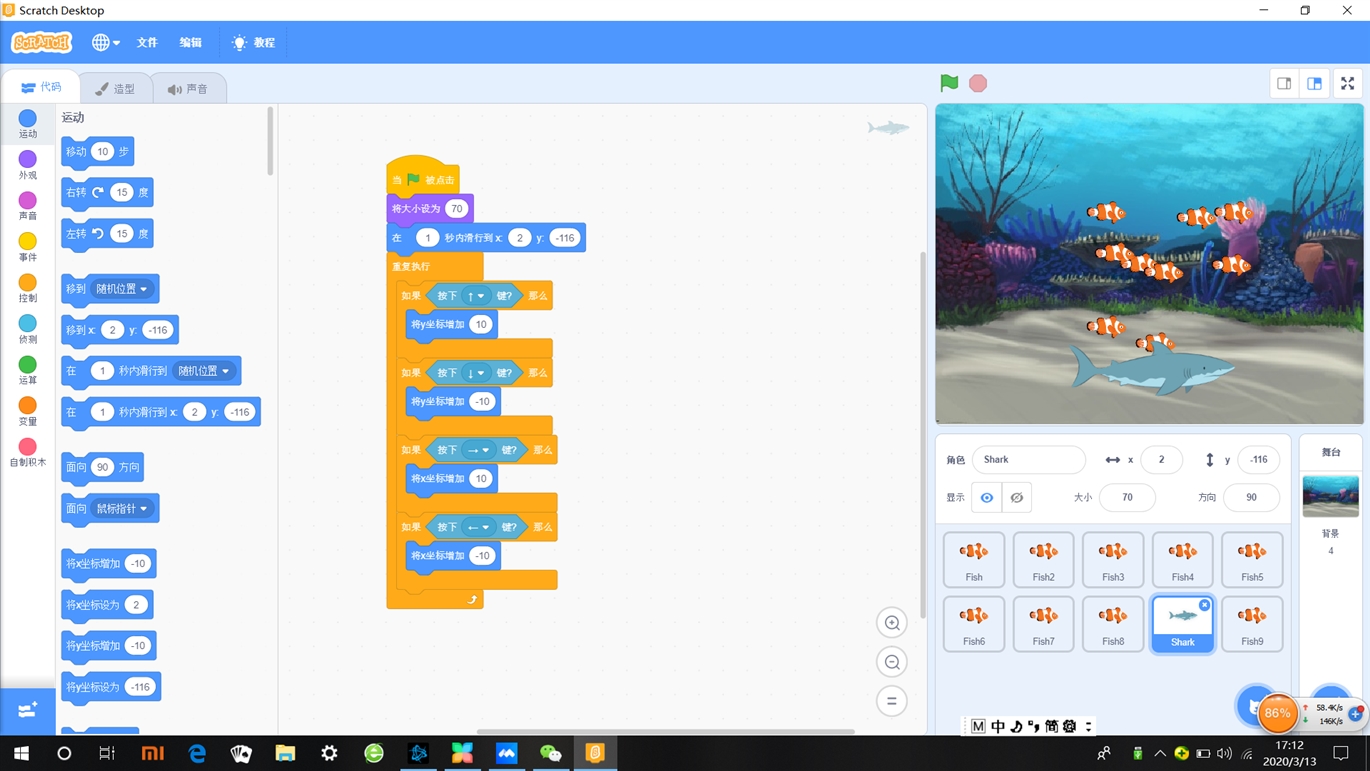 Scratch Desktop
SCRATCH
文件 编辑 教程
代码 造型 声音
运动
外观
声音
事件
控制
侦测
运算
变量
自制积木
运动
移动 10 步
右转 15 度
左转 15 度
移到 随机位置
移到 x: 2 y: -116
在 1 秒内滑行到 随机位置
在 1 秒内滑行到 x: 2 y: -116
面向 90 方向
面向 鼠标指针
将x坐标增加 -10
将x坐标设为 2
将y坐标增加 -10
将y坐标设为 -116
当 被点击
将大小设为 70
在 1 秒内滑行到 x: 2 y: -116
重复执行
如果 按下 ↑ 键? 那么
将y坐标增加 10
如果 按下 ↓ 键? 那么
将y坐标增加 -10
如果 按下 → 键? 那么
将x坐标增加 10
如果 按下 ← 键? 那么
将x坐标增加 -10
角色 Shark x 2 y -116
显示 大小 70 方向 90
Fish Fish2 Fish3 Fish4 Fish5
Fish6 Fish7 Fish8 Shark Fish9
舞台
背景
4
86% 58.4K/s
146K/s
M 中 简
17:12
2020/3/13